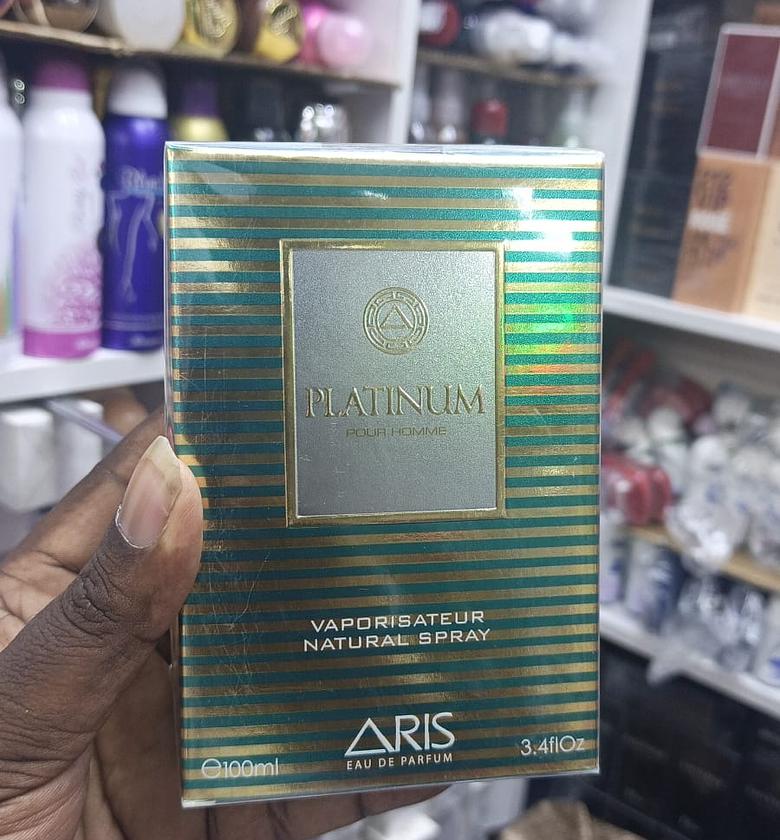 PLATINUM
POUR HOMME
VAPORISATEUR
NATURAL SPRAY
ARIS
EAU DE PARFUM
℮100ml
3.4flOz